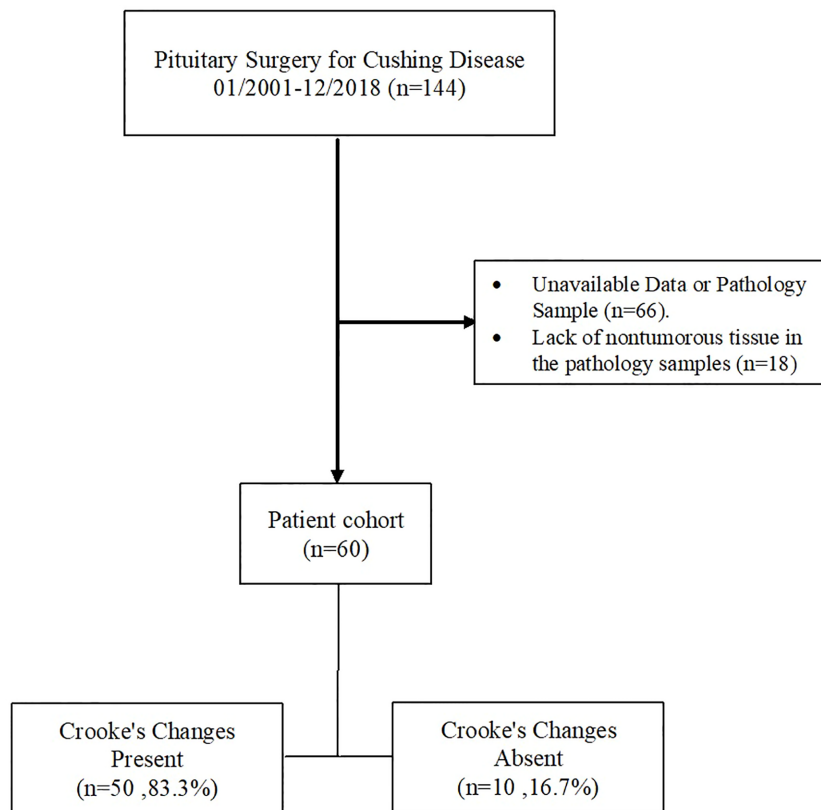 Pituitary Surgery for Cushing Disease
01/2001-12/2018 (n=144)
• Unavailable Data or Pathology
Sample (n=66).
• Lack of nontumorous tissue in
the pathology samples (n=18)
Patient cohort
(n=60)
Crooke's Changes
Present
(n=50 ,83.3%)
Crooke's Changes
Absent
(n=10 ,16.7%)